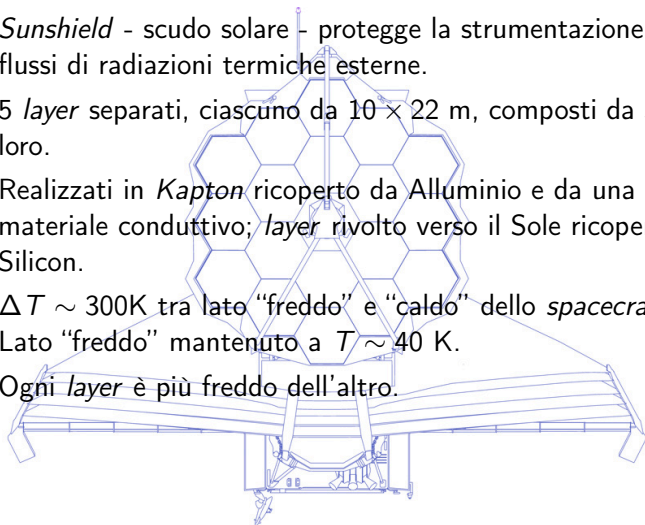 Sunshield - scudo solare - protegge la strumentazione
flussi di radiazioni termiche esterne.
5 layer separati, ciascuno da 10 × 22 m, composti da
loro.
Realizzati in Kapton ricoperto da Alluminio e da una
materiale conduttivo; layer rivolto verso il Sole ricope
Silicon.
ΔT ∼ 300K tra lato “freddo” e “caldo” dello spacecra
Lato “freddo” mantenuto a T ∼ 40 K.
Ogni layer è più freddo dell'altro.